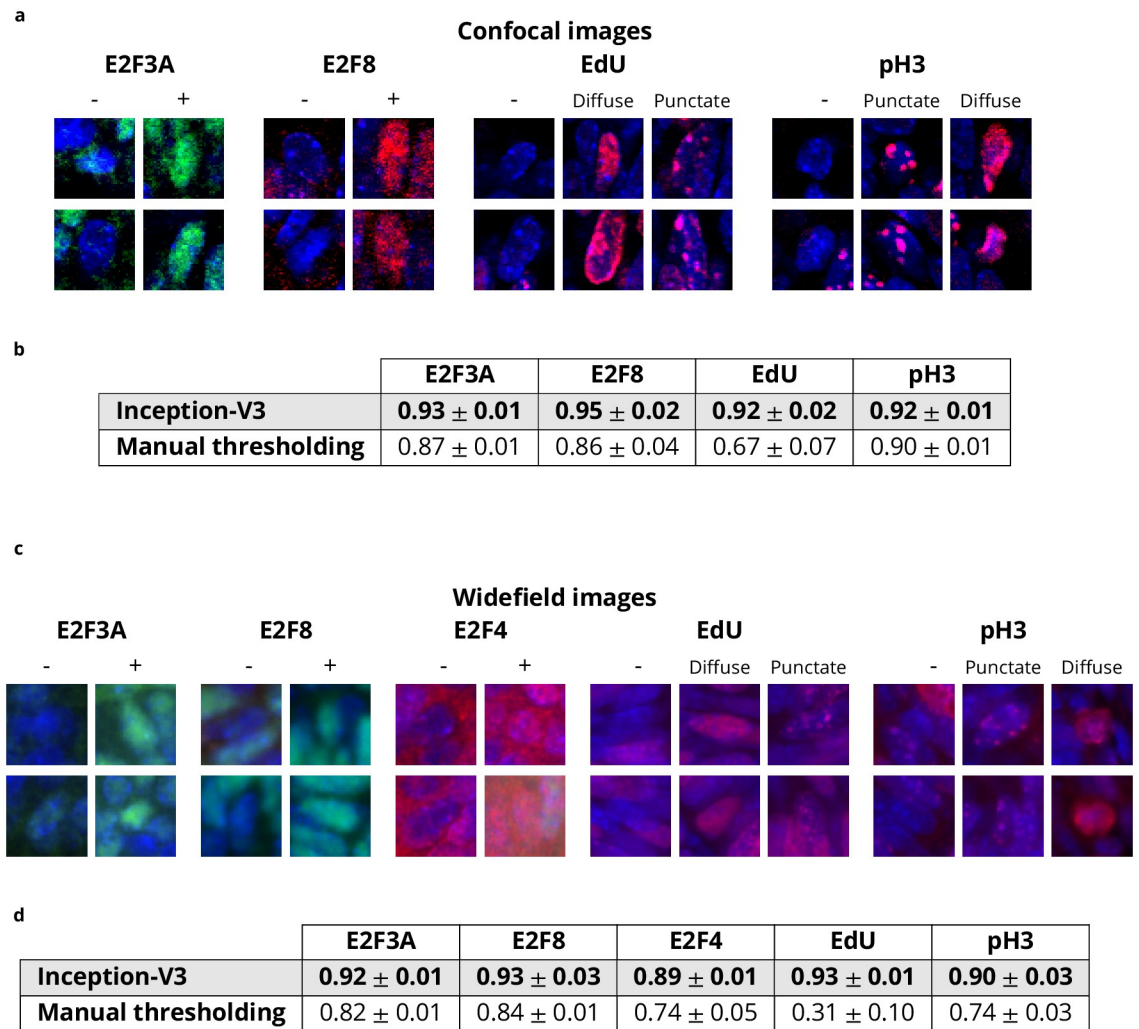 a
Confocal images
E2F3A E2F8 EdU pH3
- + - + - Diffuse Punctate - Punctate Diffuse
b
E2F3A E2F8 EdU pH3
Inception-V3 0.93 ± 0.01 0.95 ± 0.02 0.92 ± 0.02 0.92 ± 0.01
Manual thresholding 0.87 ± 0.01 0.86 ± 0.04 0.67 ± 0.07 0.90 ± 0.01
c
Widefield images
E2F3A E2F8 E2F4 EdU pH3
- + - + - + - Diffuse Punctate - Punctate Diffuse
d
E2F3A E2F8 E2F4 EdU pH3
Inception-V3 0.92 ± 0.01 0.93 ± 0.03 0.89 ± 0.01 0.93 ± 0.01 0.90 ± 0.03
Manual thresholding 0.82 ± 0.01 0.84 ± 0.01 0.74 ± 0.05 0.31 ± 0.10 0.74 ± 0.03